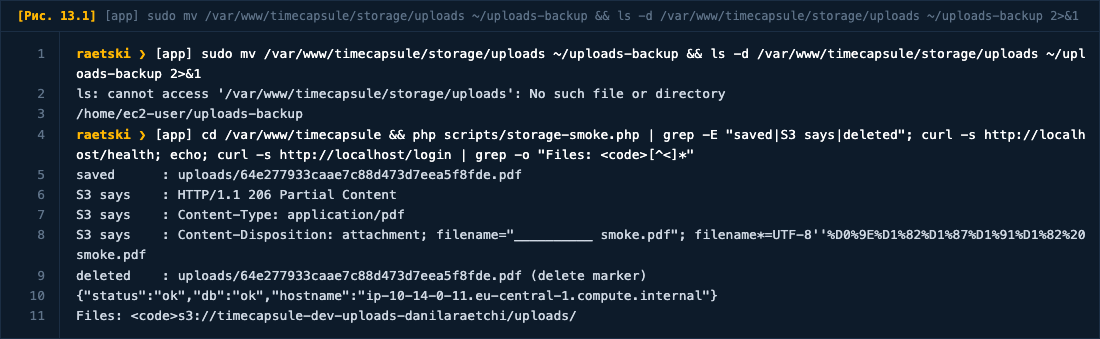 [Рис. 13.1] [app] sudo mv /var/www/timecapsule/storage/uploads ~/uploads-backup && ls -d /var/www/timecapsule/storage/uploads ~/uploads-backup 2>&1
1 raetski ❯ [app] sudo mv /var/www/timecapsule/storage/uploads ~/uploads-backup && ls -d /var/www/timecapsule/storage/uploads ~/upl
oads-backup 2>&1
2 ls: cannot access '/var/www/timecapsule/storage/uploads': No such file or directory
3 /home/ec2-user/uploads-backup
4 raetski ❯ [app] cd /var/www/timecapsule && php scripts/storage-smoke.php | grep -E "saved|S3 says|deleted"; curl -s http://localh
ost/health; echo; curl -s http://localhost/login | grep -o "Files: <code>[^<]*"
5 saved      : uploads/64e277933caae7c88d473d7eea5f8fde.pdf
6 S3 says    : HTTP/1.1 206 Partial Content
7 S3 says    : Content-Type: application/pdf
8 S3 says    : Content-Disposition: attachment; filename="__________ smoke.pdf"; filename*=UTF-8''%D0%9E%D1%82%D1%87%D1%91%D1%82%20
smoke.pdf
9 deleted    : uploads/64e277933caae7c88d473d7eea5f8fde.pdf (delete marker)
10 {"status":"ok","db":"ok","hostname":"ip-10-14-0-11.eu-central-1.compute.internal"}
11 Files: <code>s3://timecapsule-dev-uploads-danilaraetchi/uploads/